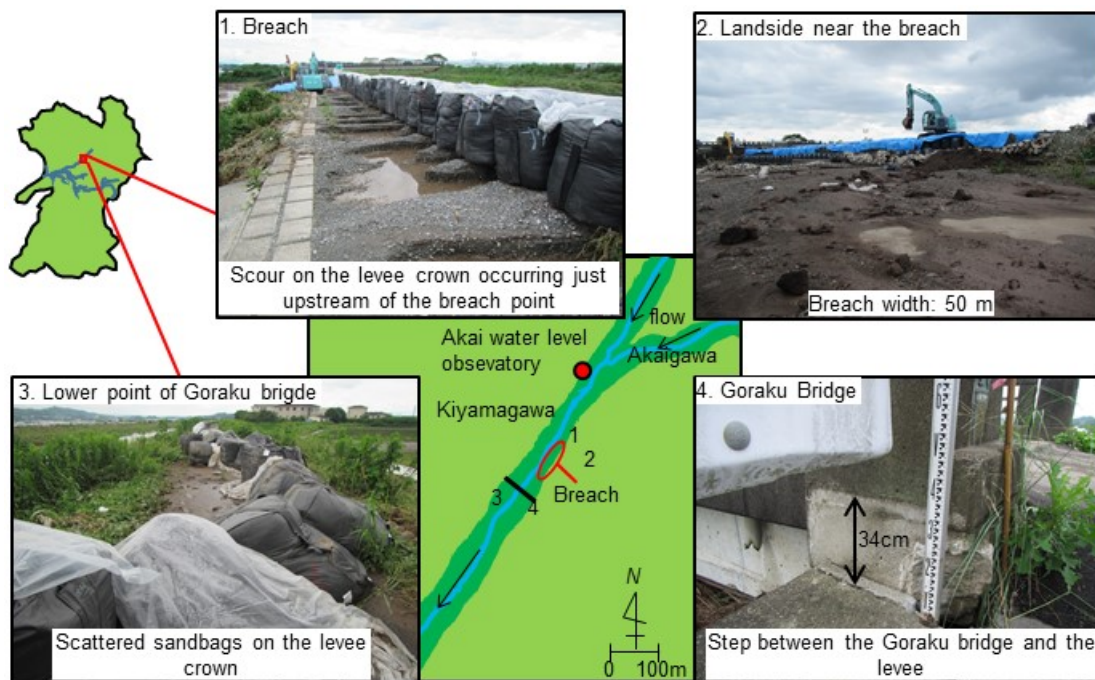 1. Breach
Scour on the levee crown occurring just
upstream of the breach point
2. Landside near the breach
Breach width: 50 m
flow
Akai water level
obsevatory
Akaigawa
Kiyamagawa
1
2
Breach
3
4
N
0 100m
3. Lower point of Goraku brigde
Scattered sandbags on the levee
crown
4. Goraku Bridge
34cm
Step between the Goraku bridge and the
levee